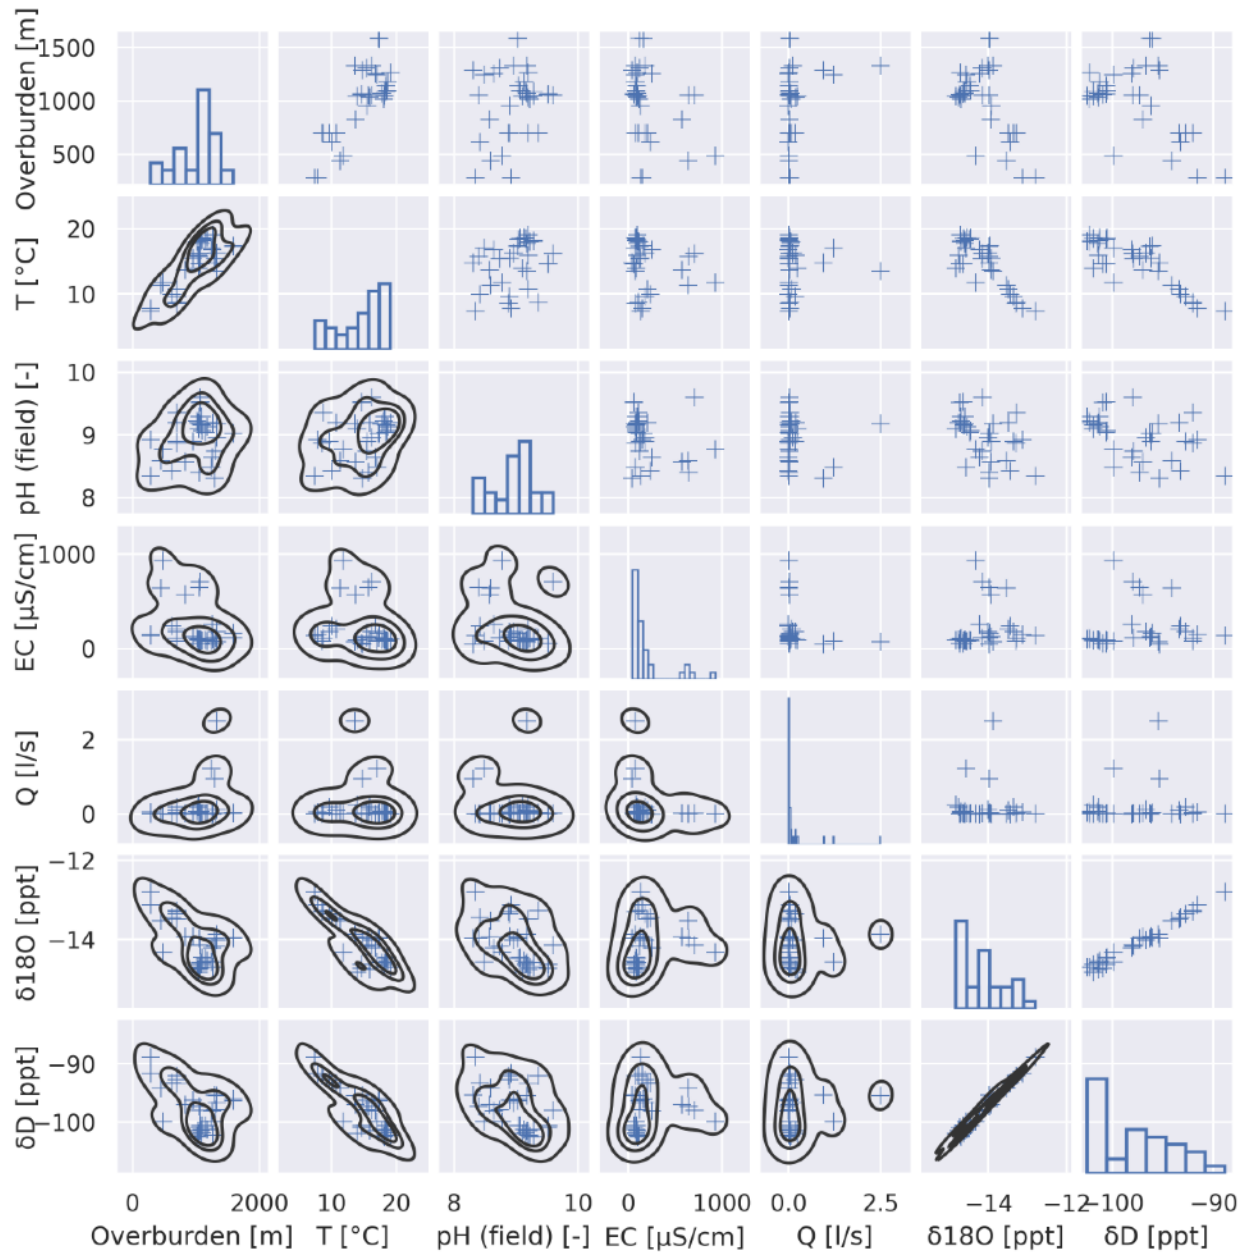 Overburden [m]
1500
1000
500
T [°C]
20
10
pH (field) [-]
10
9
8
EC [µS/cm]
1000
0
Q [l/s]
2
0
δ18O [ppt]
−12
−14
δD [ppt]
−90
−100
0 2000 10 20 8 10 0 1000 0.0 2.5 −14 −12 −100 −90
Overburden [m] T [°C] pH (field) [-] EC [µS/cm] Q [l/s] δ18O [ppt] δD [ppt]